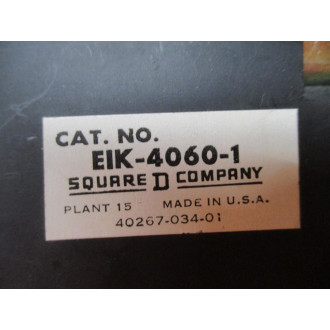 CAT. NO.
EIK-4060-1
SQUARE D COMPANY
PLANT 15 MADE IN U.S.A.
40267-034-01